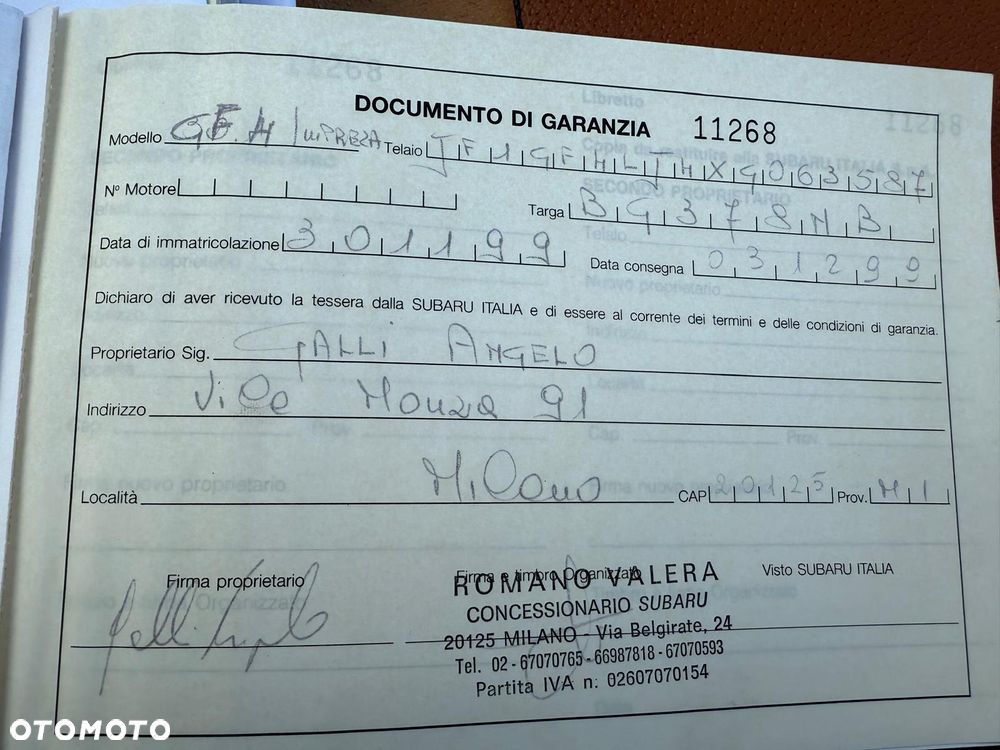 DOCUMENTO DI GARANZIA 11268
Modello GFH IMPREZA Telaio JF1GFHLJHXG063587
N° Motore Targa BG378NB
Data di immatricolazione 301199 Data consegna 031299
Dichiaro di aver ricevuto la tessera dalla SUBARU ITALIA e di essere al corrente dei termini e delle condizioni di garanzia.
Proprietario Sig. GALLI ANGELO
Indirizzo V.le Monza 91
Località Milano CAP 20125 Prov. MI
Firma proprietario Firma e timbro Organizzato Visto SUBARU ITALIA
ROMANO VALERA
CONCESSIONARIO SUBARU
20125 MILANO - Via Belgirate, 24
Tel. 02 - 67070765 - 66987818 - 67070593
Partita IVA n: 02607070154
OTOMOTO